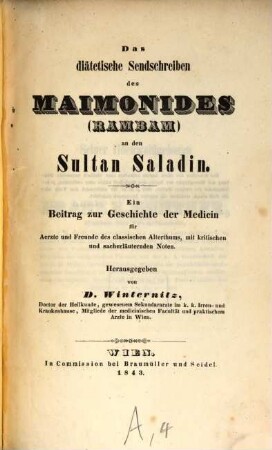 Das
diätetische Sendschreiben
des
MAIMONIDES
(RAMBAM)
an den
Sultan Saladin.
Ein
Beitrag zur Geschichte der Medicin
für
Aerzte und Freunde des classischen Alterthums, mit kritischen
und sacherläuternden Noten.
Herausgegeben
von
D. Winternitz,
Doctor der Heilkunde, gewesenem Sekundararzte im k. k. Irren- und
Krankenhause, Mitgliede der medicinischen Facultät und praktischem
Arzte in Wien.
WIEN.
In Commission bei Braumüller und Seidel.
1843.
A, 4